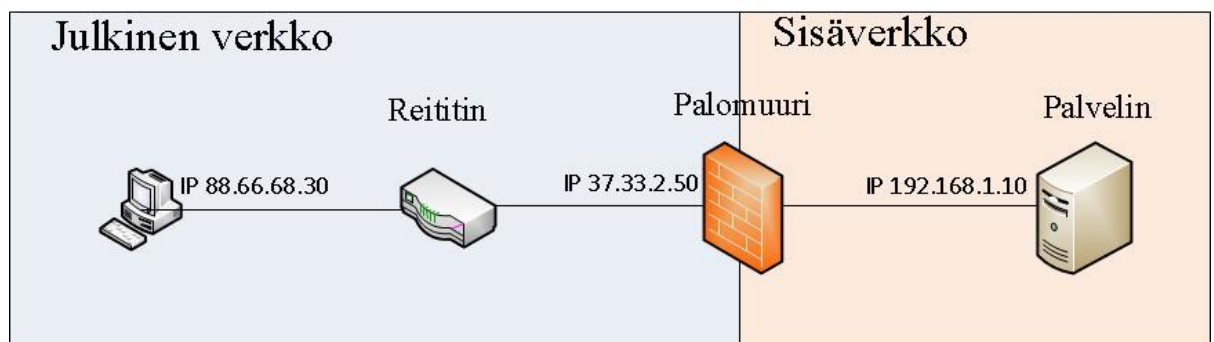 Julkinen verkko
Sisäverkko
Reititin
Palomuuri
Palvelin
IP 88.66.68.30
IP 37.33.2.50
IP 192.168.1.10